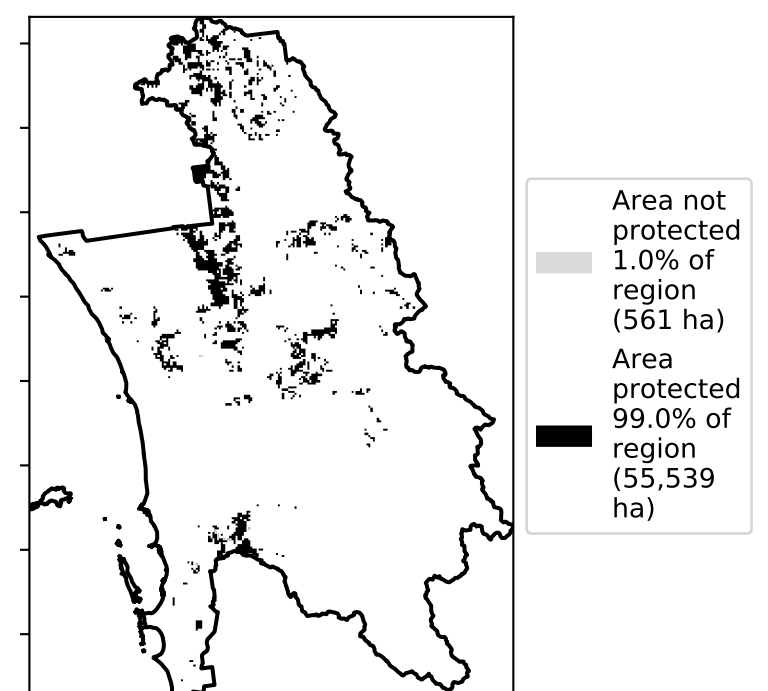 Area not
protected
1.0% of
region
(561 ha)
Area
protected
99.0% of
region
(55,539
ha)